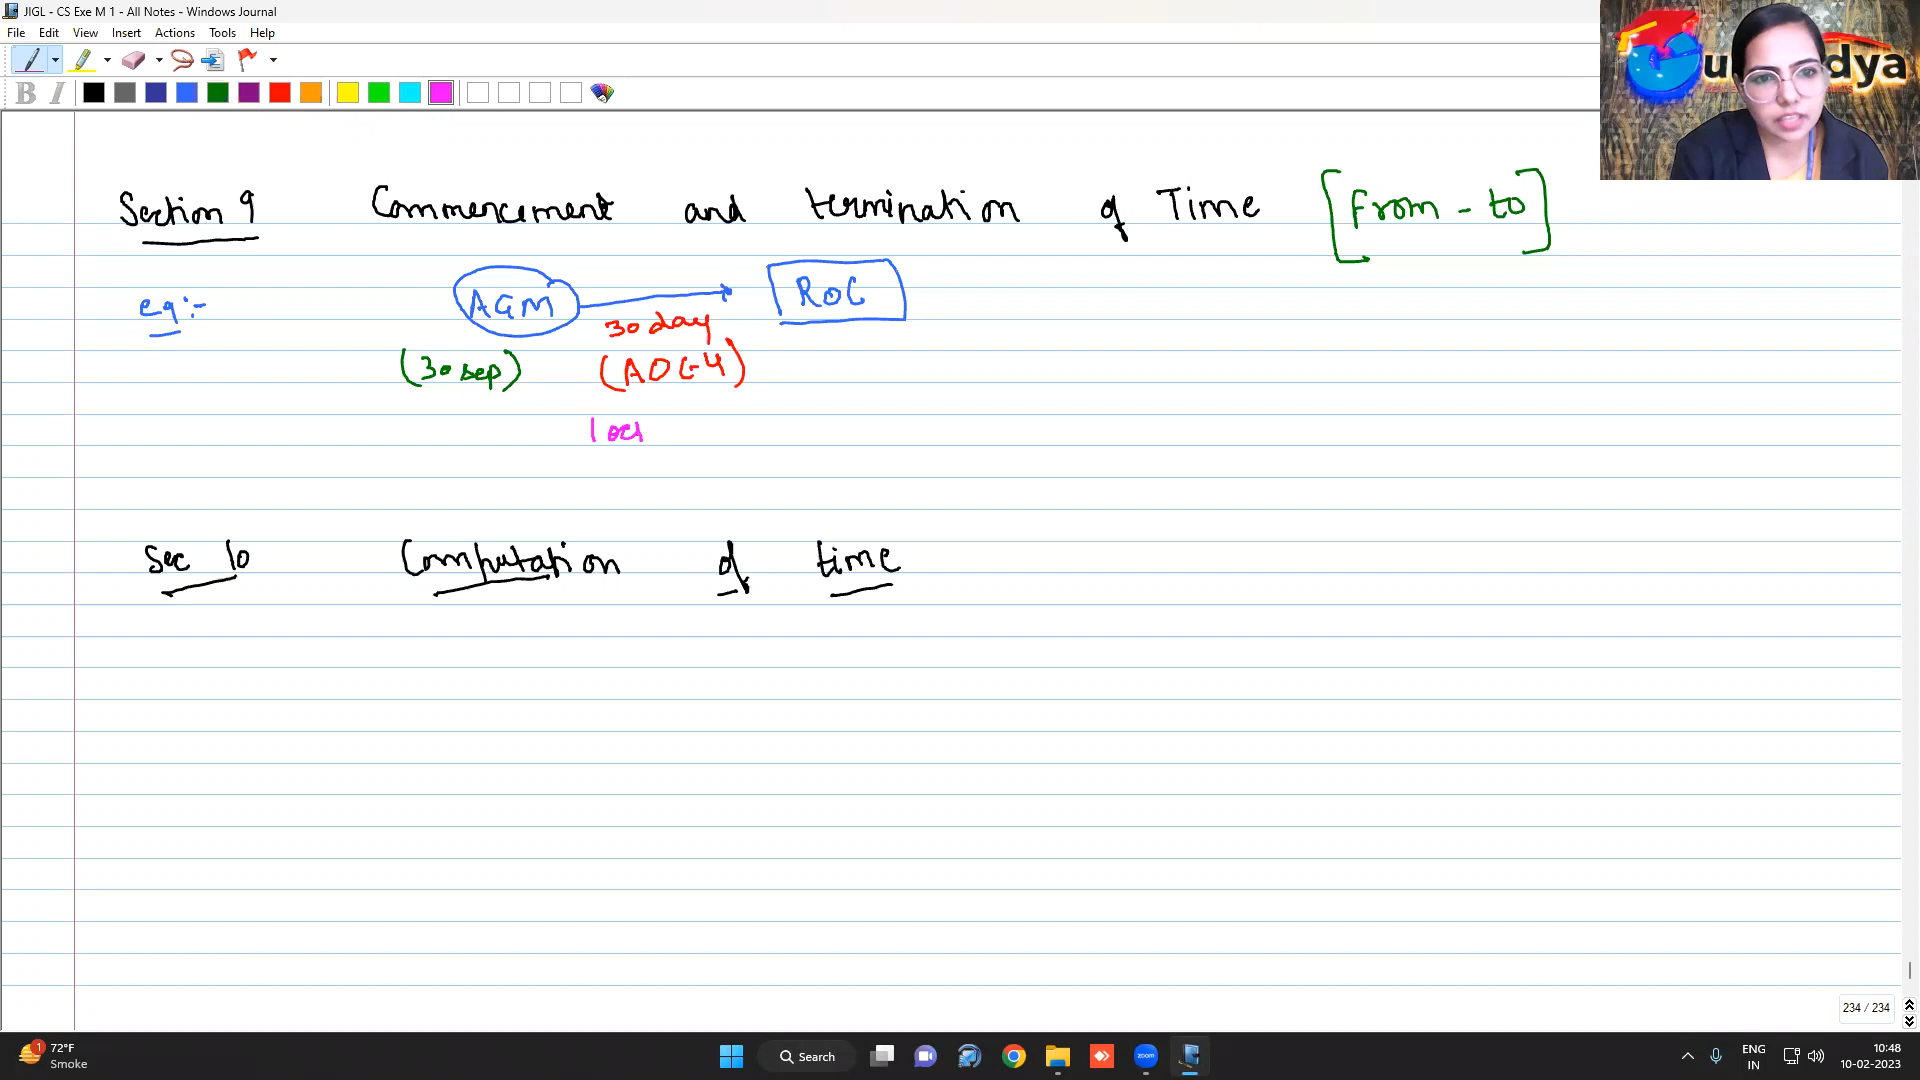 JIGL - CS Exe M 1 - All Notes - Windows Journal
File Edit View Insert Actions Tools Help
B I
Section 9 Commencement and termination of Time [From - to]
eg:- AGM ROC
30 day
(30 sep) (AOC-4)
1 oct
Sec 10 Computation of time
234 / 234
1 72°F
Smoke
Search
zoom
ENG
IN
10:48
10-02-2023